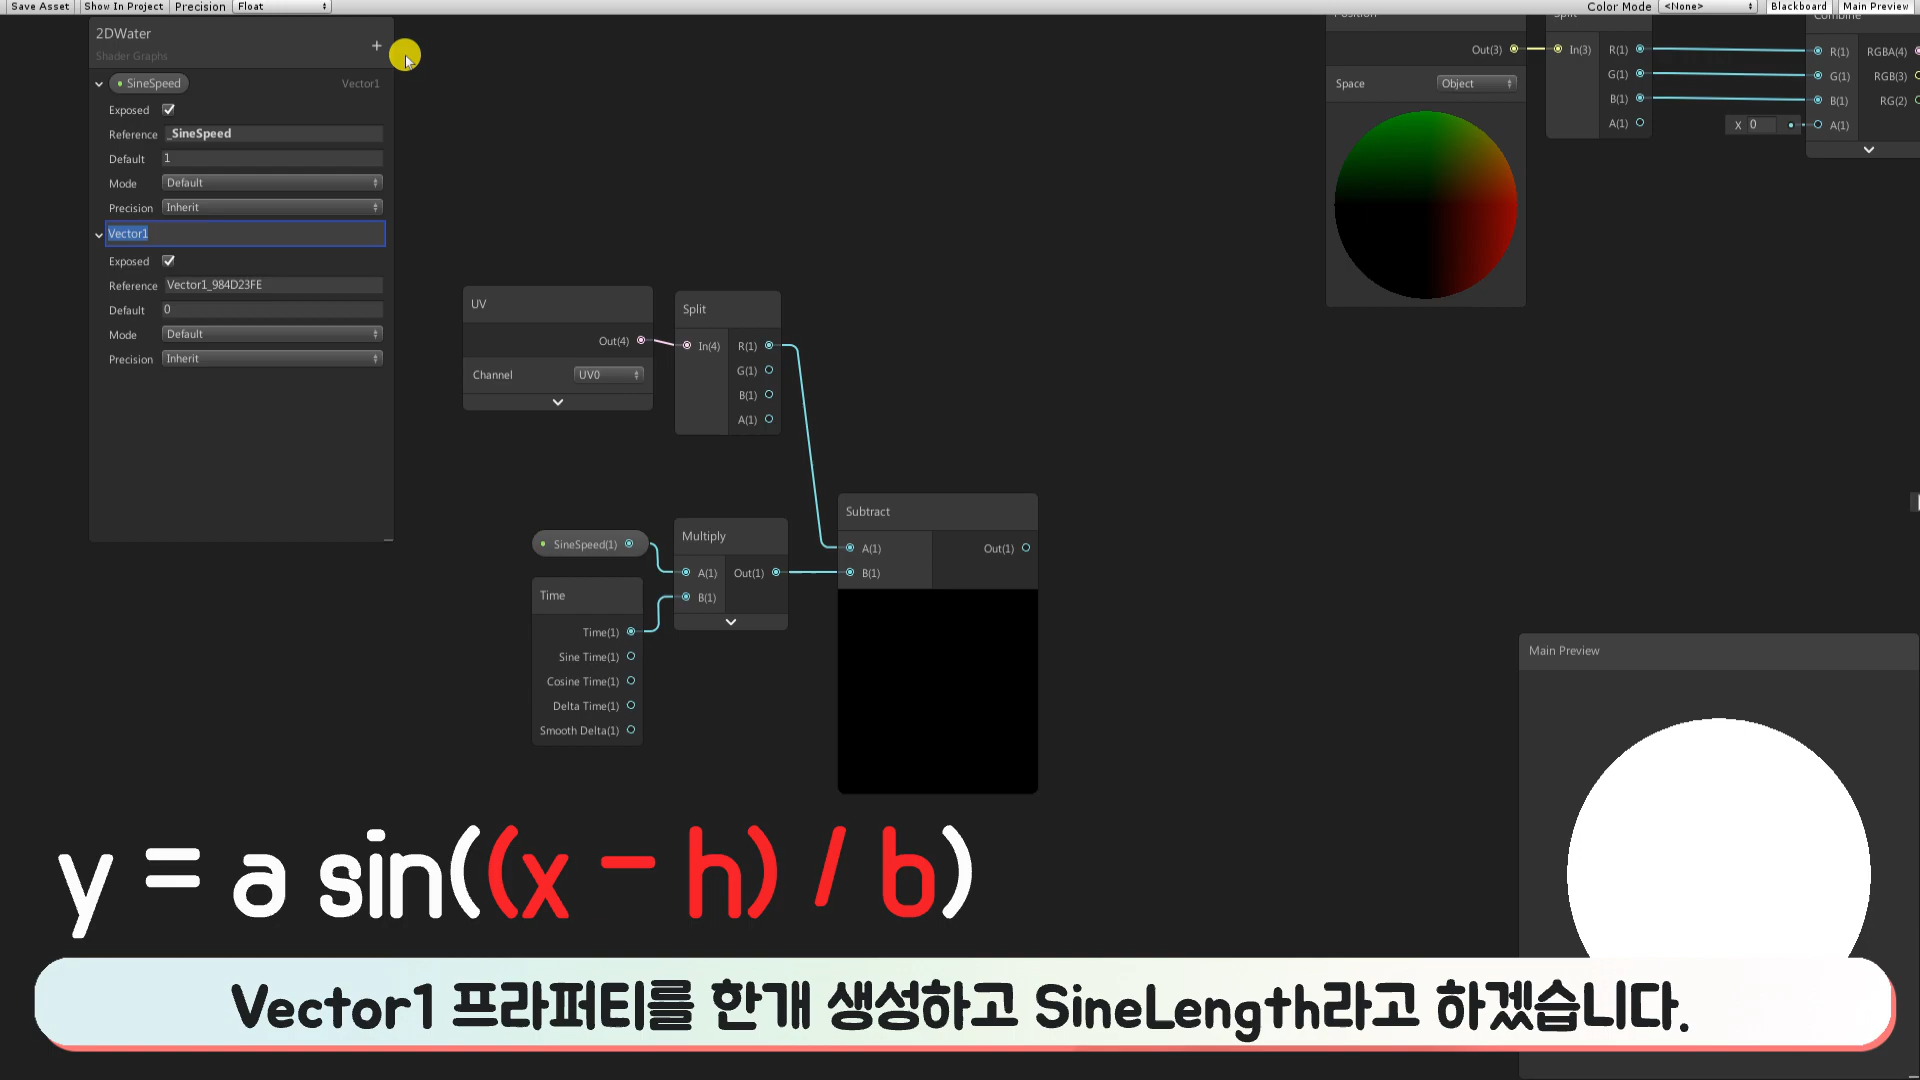 Save Asset Show In Project Precision Float Color Mode <None> Blackboard Main Preview
2DWater
Shader Graphs
+
SineSpeed Vector1
Exposed
Reference _SineSpeed
Default 1
Mode Default
Precision Inherit
Vector1
Exposed
Reference Vector1_984D23FE
Default 0
Mode Default
Precision Inherit
UV
Out(4)
Channel UV0
Split
In(4) R(1)
G(1)
B(1)
A(1)
SineSpeed(1)
Multiply
A(1) Out(1)
B(1)
Time
Time(1)
Sine Time(1)
Cosine Time(1)
Delta Time(1)
Smooth Delta(1)
Subtract
A(1) Out(1)
B(1)
Position
Out(3)
Space Object
Split
In(3) R(1)
G(1)
B(1)
A(1)
X 0
Combine
R(1) RGBA(4)
G(1) RGB(3)
B(1) RG(2)
A(1)
Main Preview
y = a sin((x - h) / b)
Vector1 프라퍼티를 한개 생성하고 SineLength라고 하겠습니다.